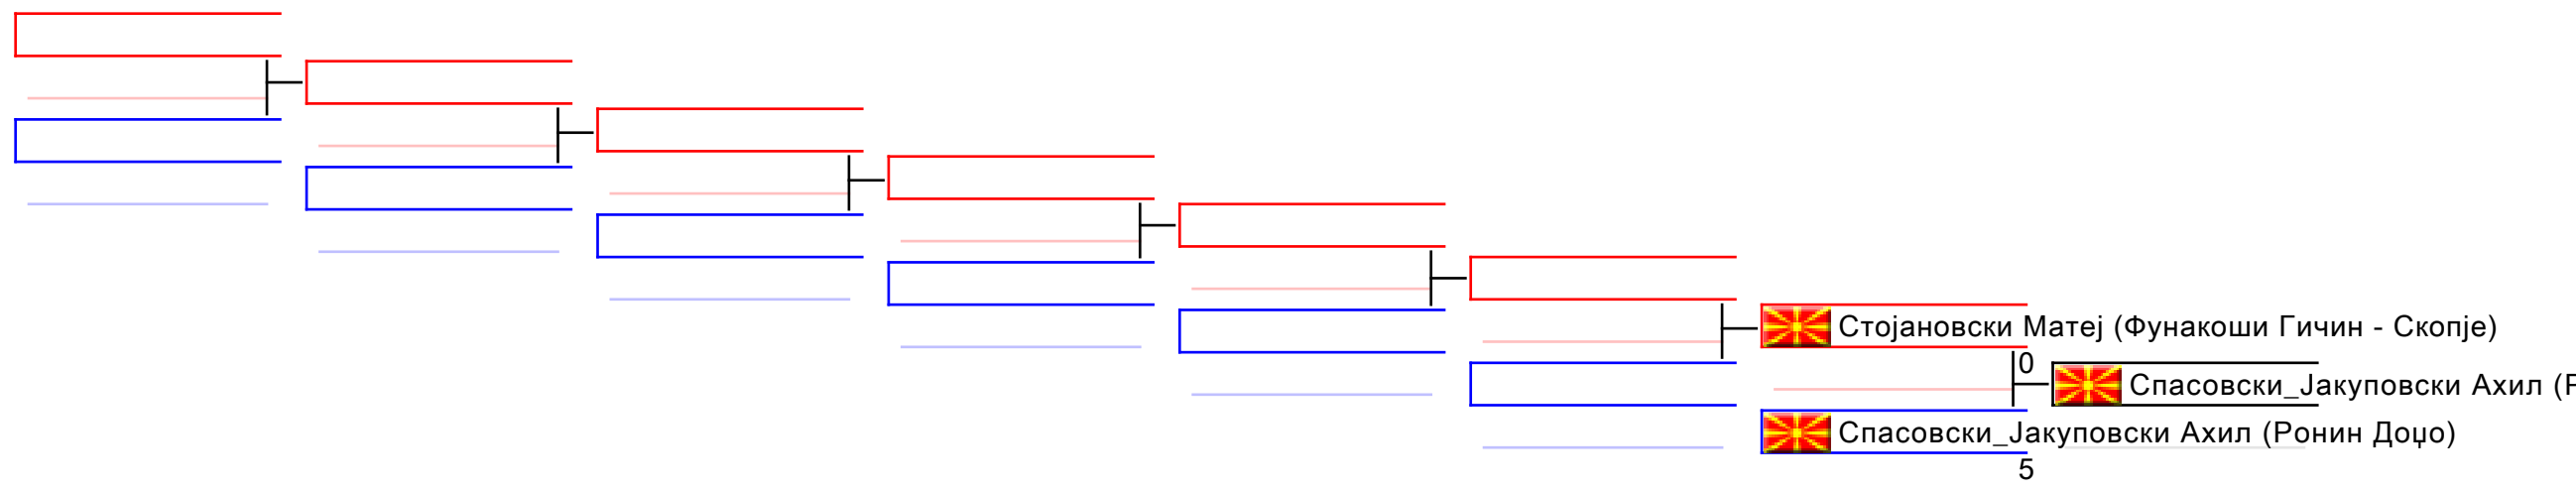 Стојановски Матеј (Фунакоши Гичин - Скопје)
0
Спасовски_Јакуповски Ахил (Р
Спасовски_Јакуповски Ахил (Ронин Доџо)
5